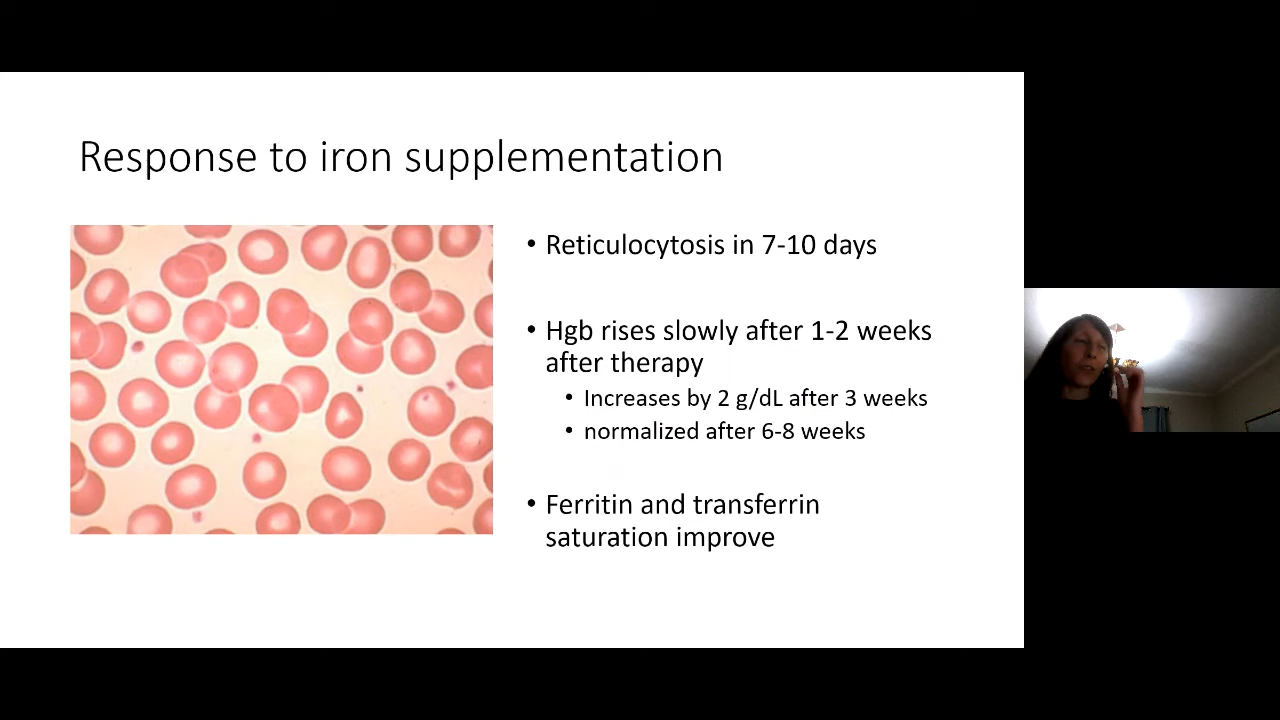 Response to iron supplementation
• Reticulocytosis in 7-10 days
• Hgb rises slowly after 1-2 weeks
after therapy
• Increases by 2 g/dL after 3 weeks
• normalized after 6-8 weeks
• Ferritin and transferrin
saturation improve